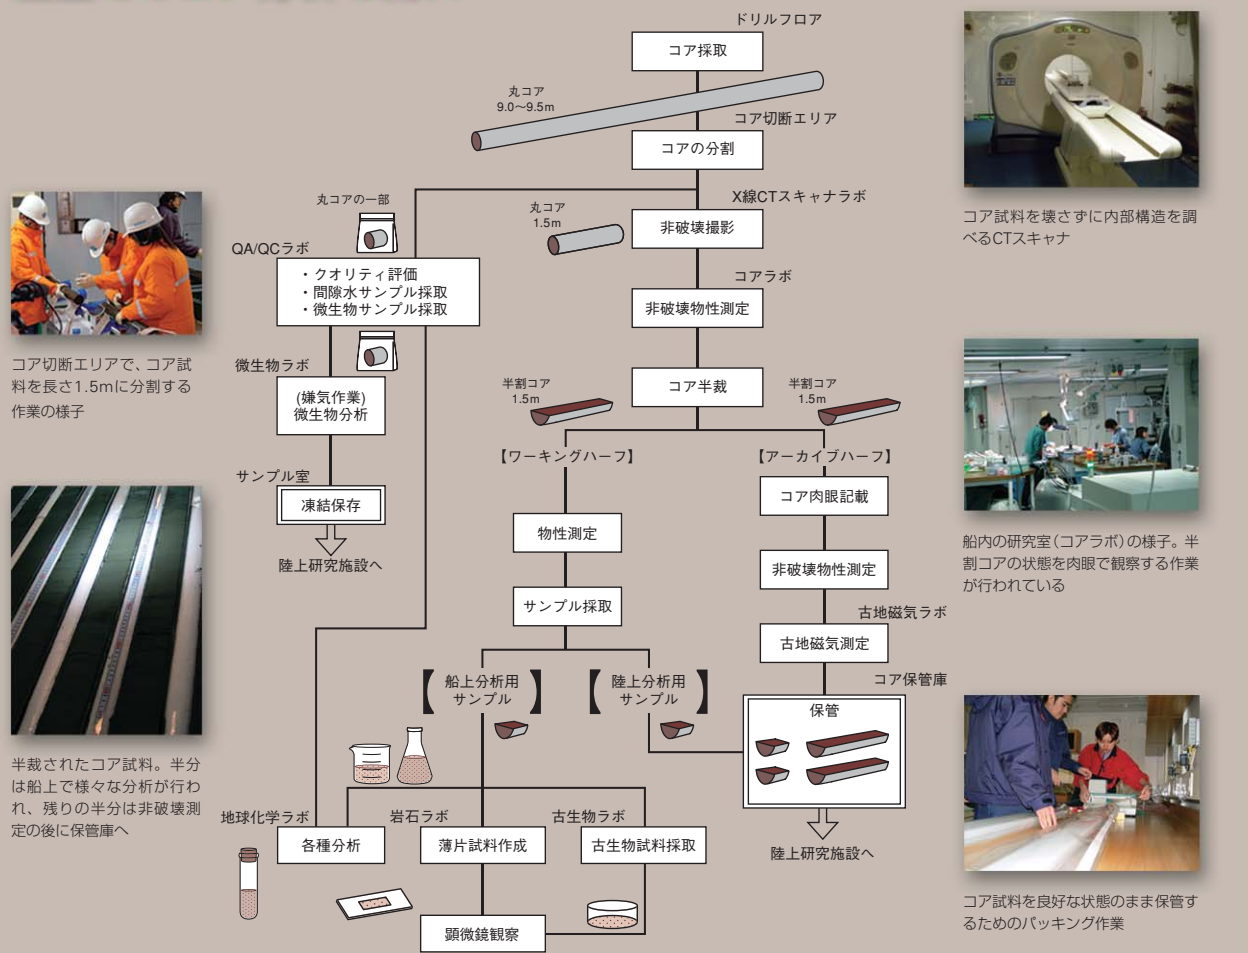 ドリルフロア
コア採取
丸コア
9.0〜9.5m
コア切断エリア
コアの分割
X線CTスキャナラボ
丸コア
1.5m
非破壊撮影
コアラボ
非破壊物性測定
コア半裁
半割コア
1.5m
半割コア
1.5m
【ワーキングハーフ】
【アーカイブハーフ】
丸コアの一部
QA/QCラボ
・クオリティ評価
・間隙水サンプル採取
・微生物サンプル採取
微生物ラボ
(嫌気作業)
微生物分析
サンプル室
凍結保存
陸上研究施設へ
物性測定
サンプル採取
【船上分析用
サンプル】
【陸上分析用
サンプル】
コア肉眼記載
非破壊物性測定
古地磁気ラボ
古地磁気測定
コア保管庫
保管
陸上研究施設へ
地球化学ラボ
各種分析
岩石ラボ
薄片試料作成
古生物ラボ
古生物試料採取
顕微鏡観察
コア切断エリアで、コア試
料を長さ1.5mに分割する
作業の様子
半裁されたコア試料。半分
は船上で様々な分析が行わ
れ、残りの半分は非破壊測
定の後に保管庫へ
コア試料を壊さずに内部構造を調
べるCTスキャナ
船内の研究室（コアラボ）の様子。半
割コアの状態を肉眼で観察する作業
が行われている
コア試料を良好な状態のまま保管す
るためのパッキング作業